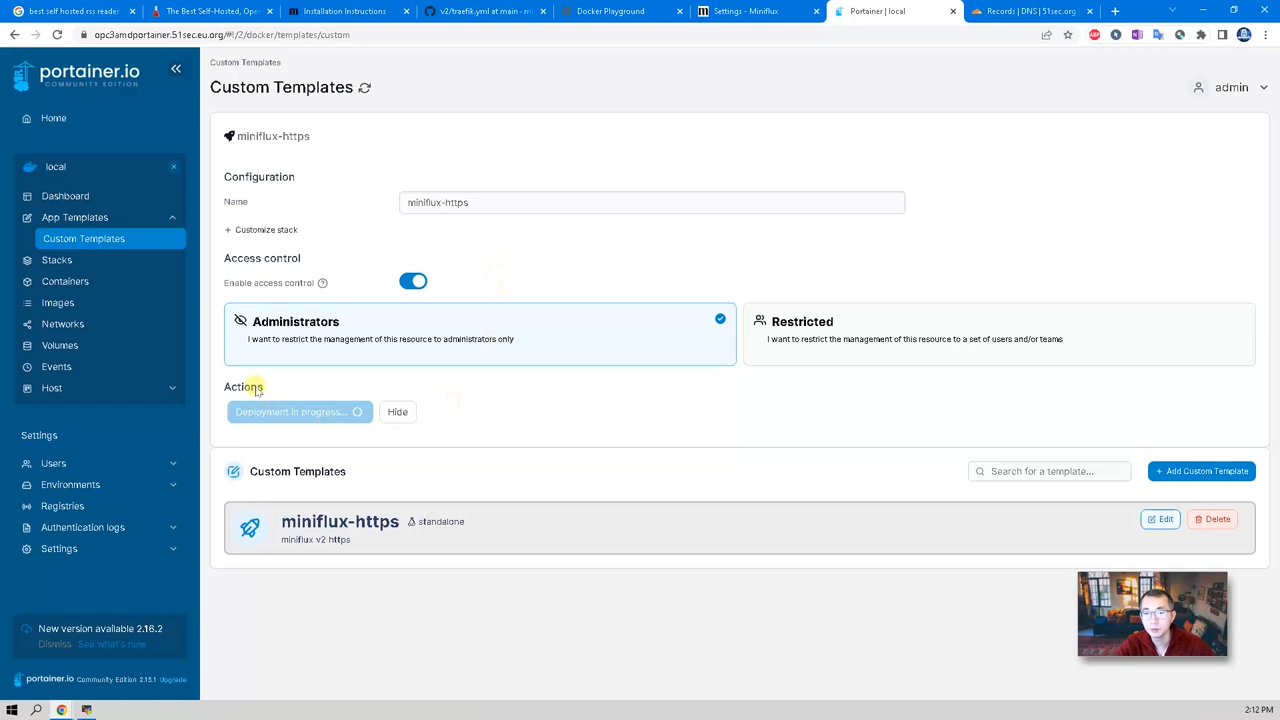 best self hosted rss reader
The Best Self-Hosted, Ope
Installation Instructions
v2/traefik.yml at main · mi
Docker Playground
Settings - Miniflux
Portainer | local
Records | DNS | 51sec.org
opc3amdportainer.51sec.eu.org/#!/2/docker/templates/custom
portainer.io
COMMUNITY EDITION
Home
local
Dashboard
App Templates
Custom Templates
Stacks
Containers
Images
Networks
Volumes
Events
Host
Settings
Users
Environments
Registries
Authentication logs
Settings
New version available 2.16.2
Dismiss See what's new
portainer.io Community Edition 2.15.1 Upgrade
Custom Templates
Custom Templates
admin
miniflux-https
Configuration
Name
miniflux-https
+ Customize stack
Access control
Enable access control
Administrators
I want to restrict the management of this resource to administrators only
Restricted
I want to restrict the management of this resource to a set of users and/or teams
Actions
Deployment in progress...
Hide
Custom Templates
Search for a template...
+ Add Custom Template
miniflux-https
standalone
miniflux v2 https
Edit
Delete
2:12 PM